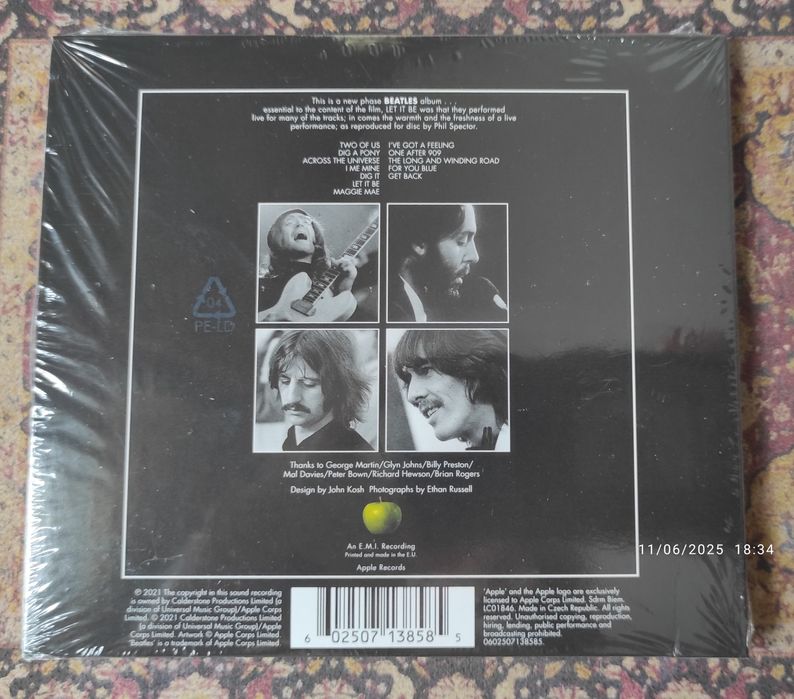 This is a new phase BEATLES album . . .
essential to the content of the film, LET IT BE was that they performed
live for many of the tracks; in comes the warmth and the freshness of a live
performance; as reproduced for disc by Phil Spector.
TWO OF US
DIG A PONY
ACROSS THE UNIVERSE
I ME MINE
DIG IT
LET IT BE
MAGGIE MAE
I'VE GOT A FEELING
ONE AFTER 909
THE LONG AND WINDING ROAD
FOR YOU BLUE
GET BACK
04
PE-LD
Thanks to George Martin/Glyn Johns/Billy Preston/
Mal Davies/Peter Bown/Richard Hewson/Brian Rogers
Design by John Kosh Photographs by Ethan Russell
An E.M.I. Recording
Printed and made in the E.U.
Apple Records
11/06/2025 18:34
℗ 2021 The copyright in this sound recording
is owned by Calderstone Productions Limited (a
division of Universal Music Group)/Apple Corps
Limited. © 2021 Calderstone Productions Limited
(a division of Universal Music Group)/Apple
Corps Limited. Artwork © Apple Corps Limited.
'Beatles' is a trademark of Apple Corps Limited.
6 02507 13858 5
'Apple' and the Apple logo are exclusively
licensed to Apple Corps Limited. Sdrm Biem.
LC01846. Made in Czech Republic. All rights
reserved. Unauthorised copying, reproduction,
hiring, lending, public performance and
broadcasting prohibited.
0602507138585.